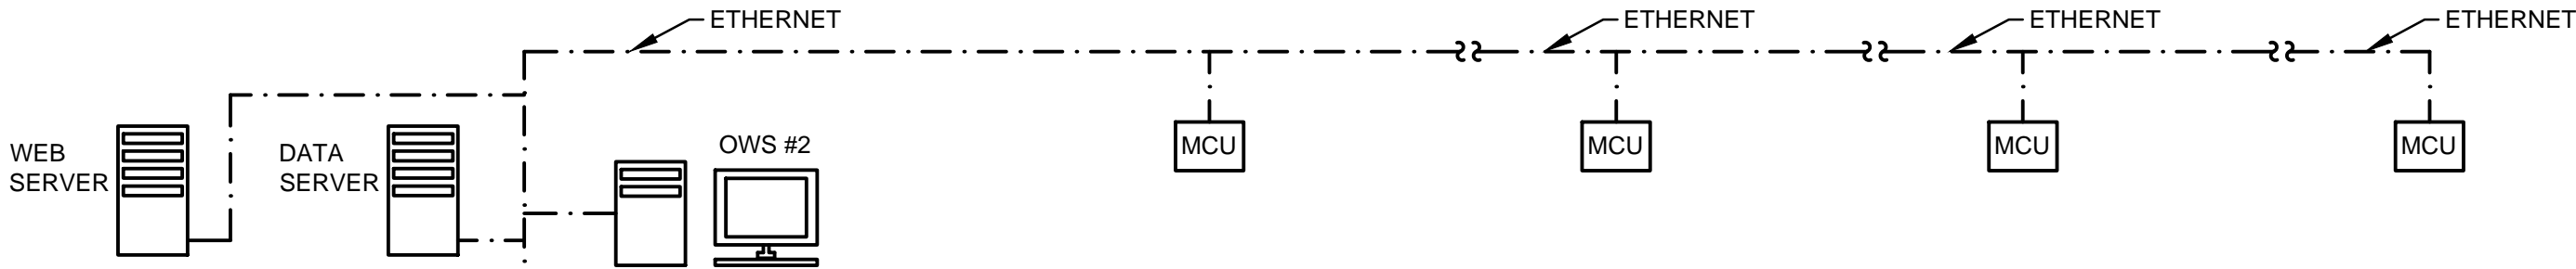 ETHERNET
ETHERNET
ETHERNET
ETHERNET
WEB
SERVER
DATA
SERVER
OWS #2
MCU
MCU
MCU
MCU